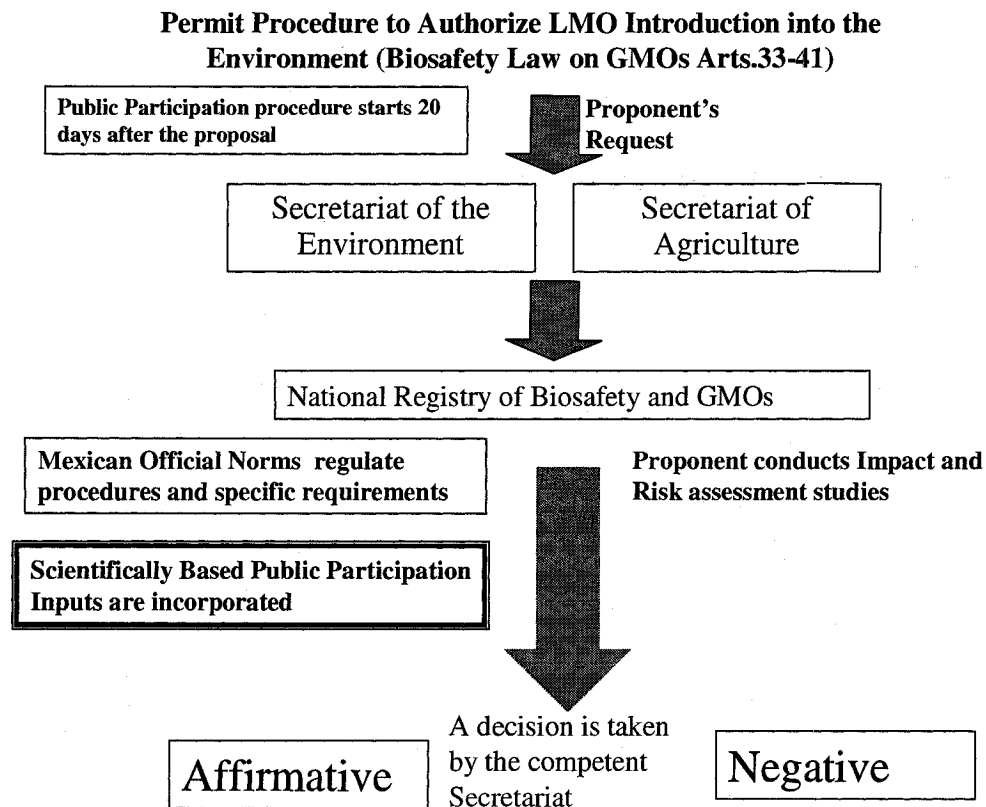 Permit Procedure to Authorize LMO Introduction into the
Environment (Biosafety Law on GMOs Arts.33-41)
Public Participation procedure starts 20
days after the proposal
Proponent's
Request
Secretariat of the
Environment
Secretariat of
Agriculture
National Registry of Biosafety and GMOs
Mexican Official Norms regulate
procedures and specific requirements
Proponent conducts Impact and
Risk assessment studies
Scientifically Based Public Participation
Inputs are incorporated
A decision is taken
by the competent
Secretariat
Affirmative
Negative